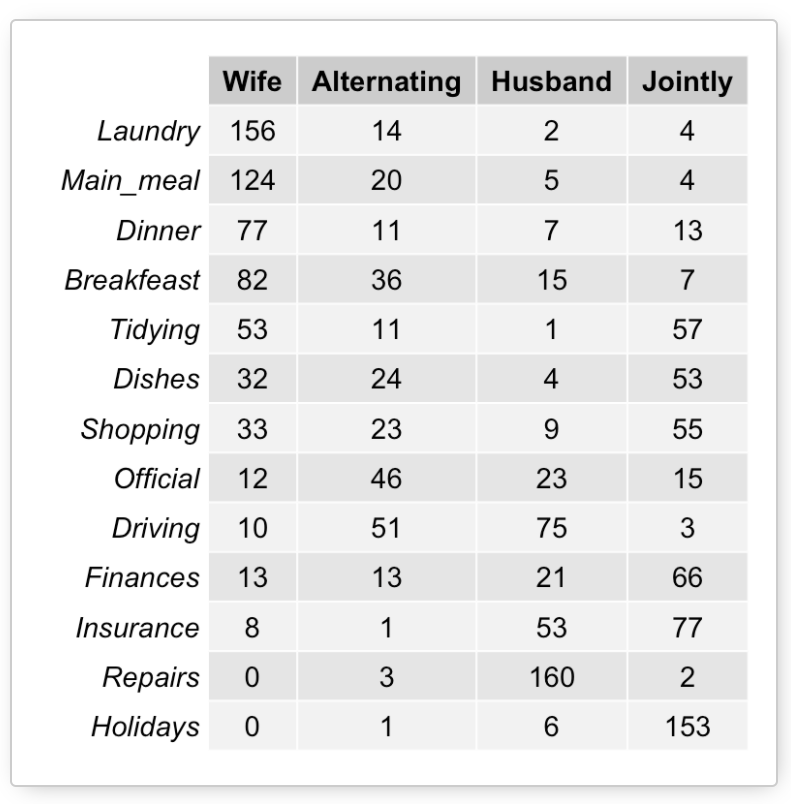 Wife Alternating Husband Jointly
Laundry 156 14 2 4
Main_meal 124 20 5 4
Dinner 77 11 7 13
Breakfeast 82 36 15 7
Tidying 53 11 1 57
Dishes 32 24 4 53
Shopping 33 23 9 55
Official 12 46 23 15
Driving 10 51 75 3
Finances 13 13 21 66
Insurance 8 1 53 77
Repairs 0 3 160 2
Holidays 0 1 6 153